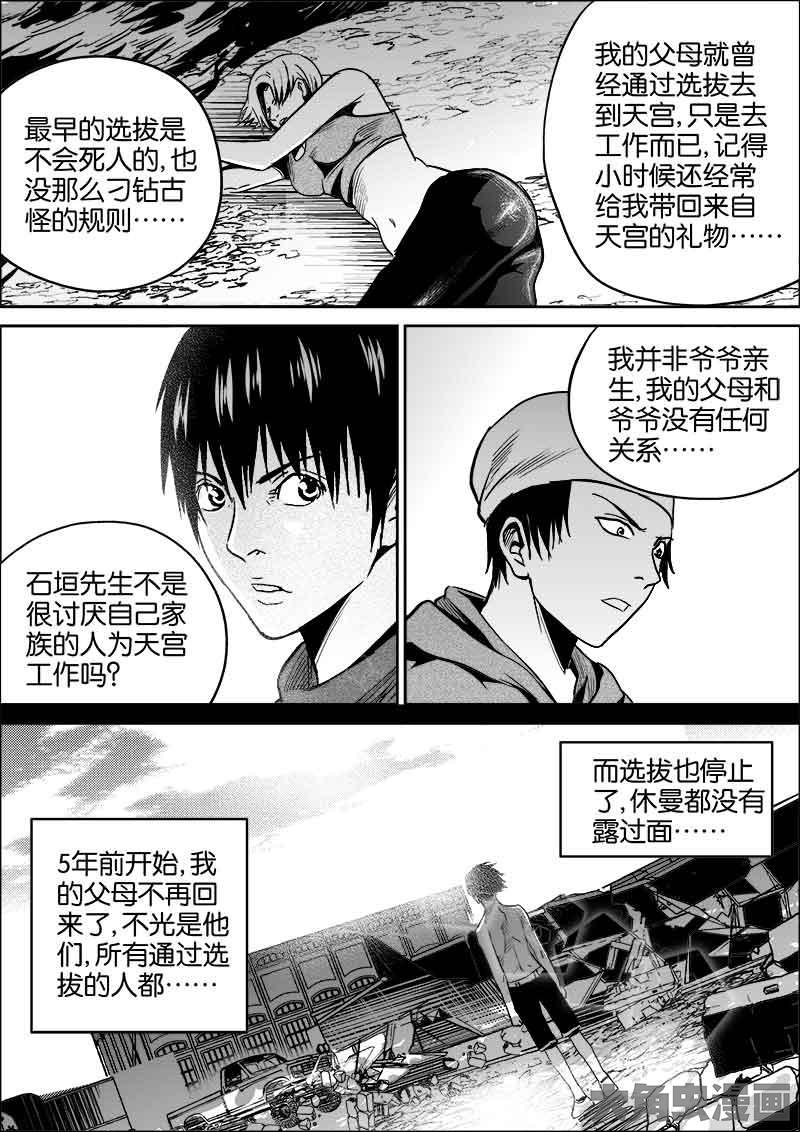 最早的选拔是
不会死人的,也
没那么刁钻古
怪的规则……
我的父母就曾
经通过选拔去
到天宫,只是去
工作而已,记得
小时候还经常
给我带回来自
天宫的礼物……
石垣先生不是
很讨厌自己家
族的人为天宫
工作吗?
我并非爷爷亲
生,我的父母和
爷爷没有任何
关系……
5年前开始,我
的父母不再回
来了,不光是他
们,所有通过选
拔的人都……
而选拔也停止
了,休曼都没有
露过面……
大角虫漫画